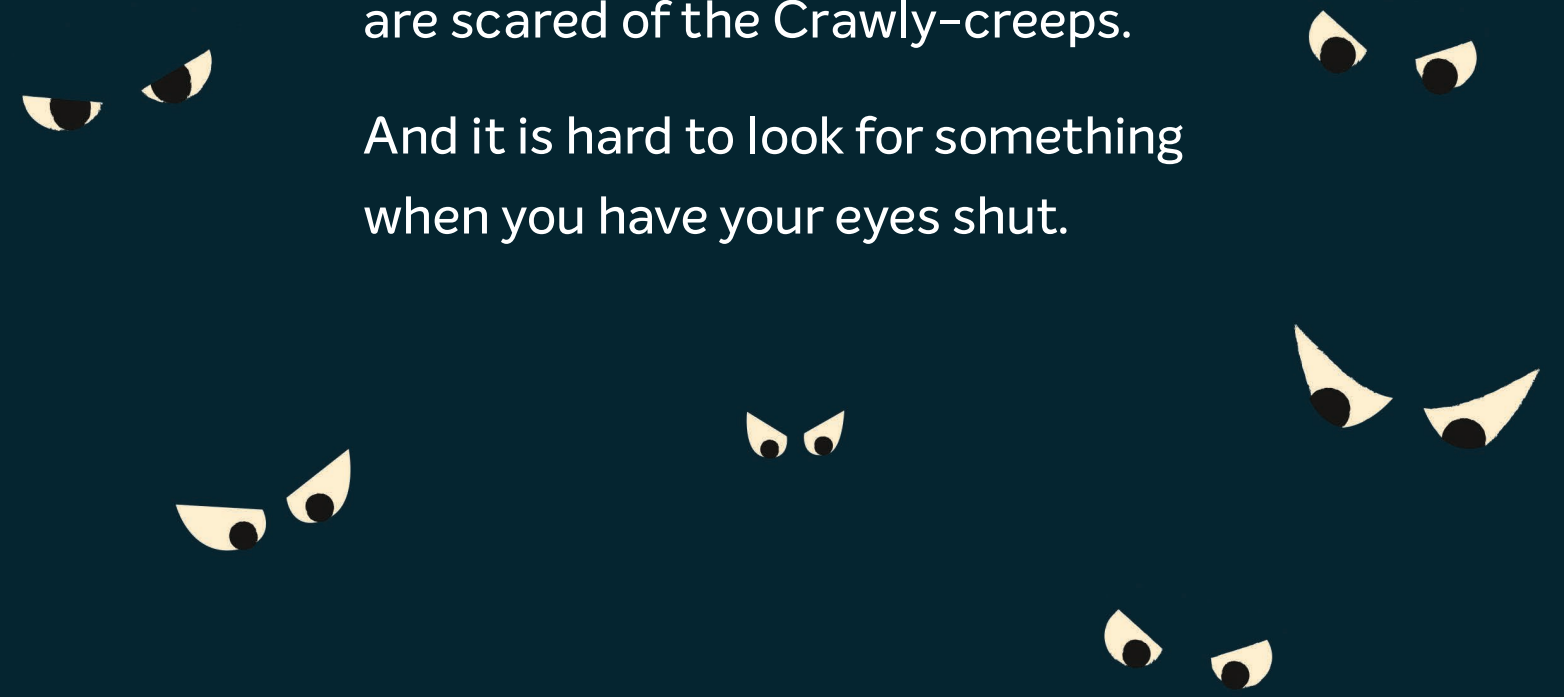 are scared of the Crawly-creeps.
And it is hard to look for something
when you have your eyes shut.